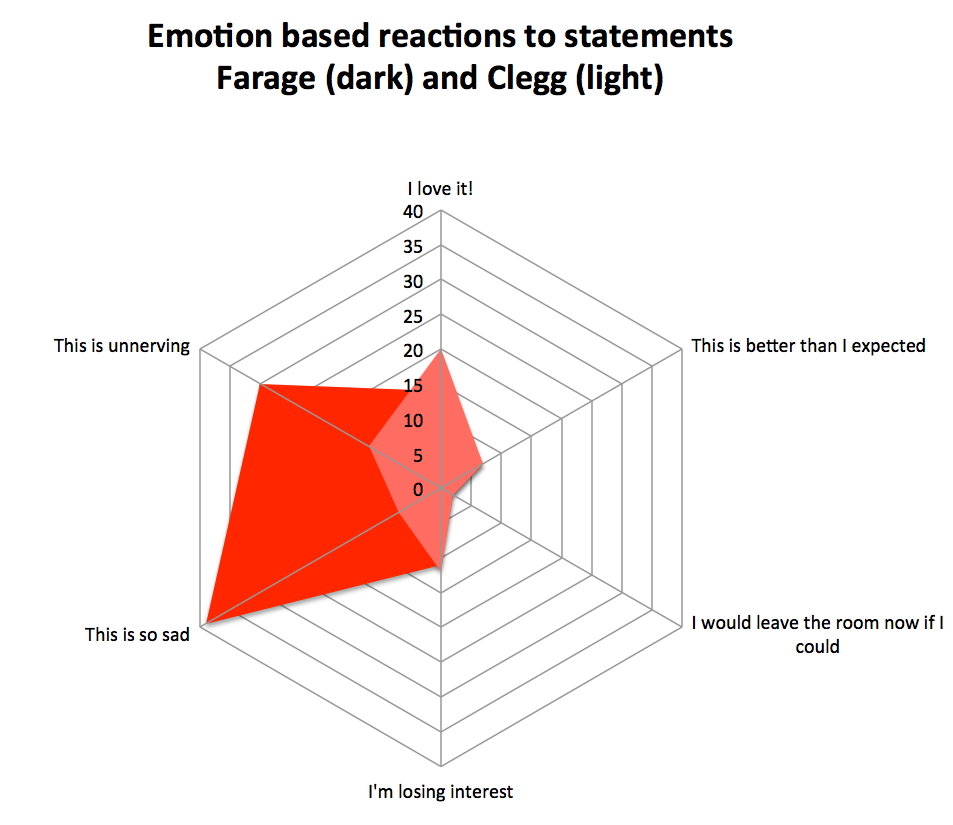 Emotion based reactions to statements
Farage (dark) and Clegg (light)
I love it!
40
35
30
25
20
15
10
5
0
This is unnerving
This is better than I expected
This is so sad
I would leave the room now if I
could
I'm losing interest